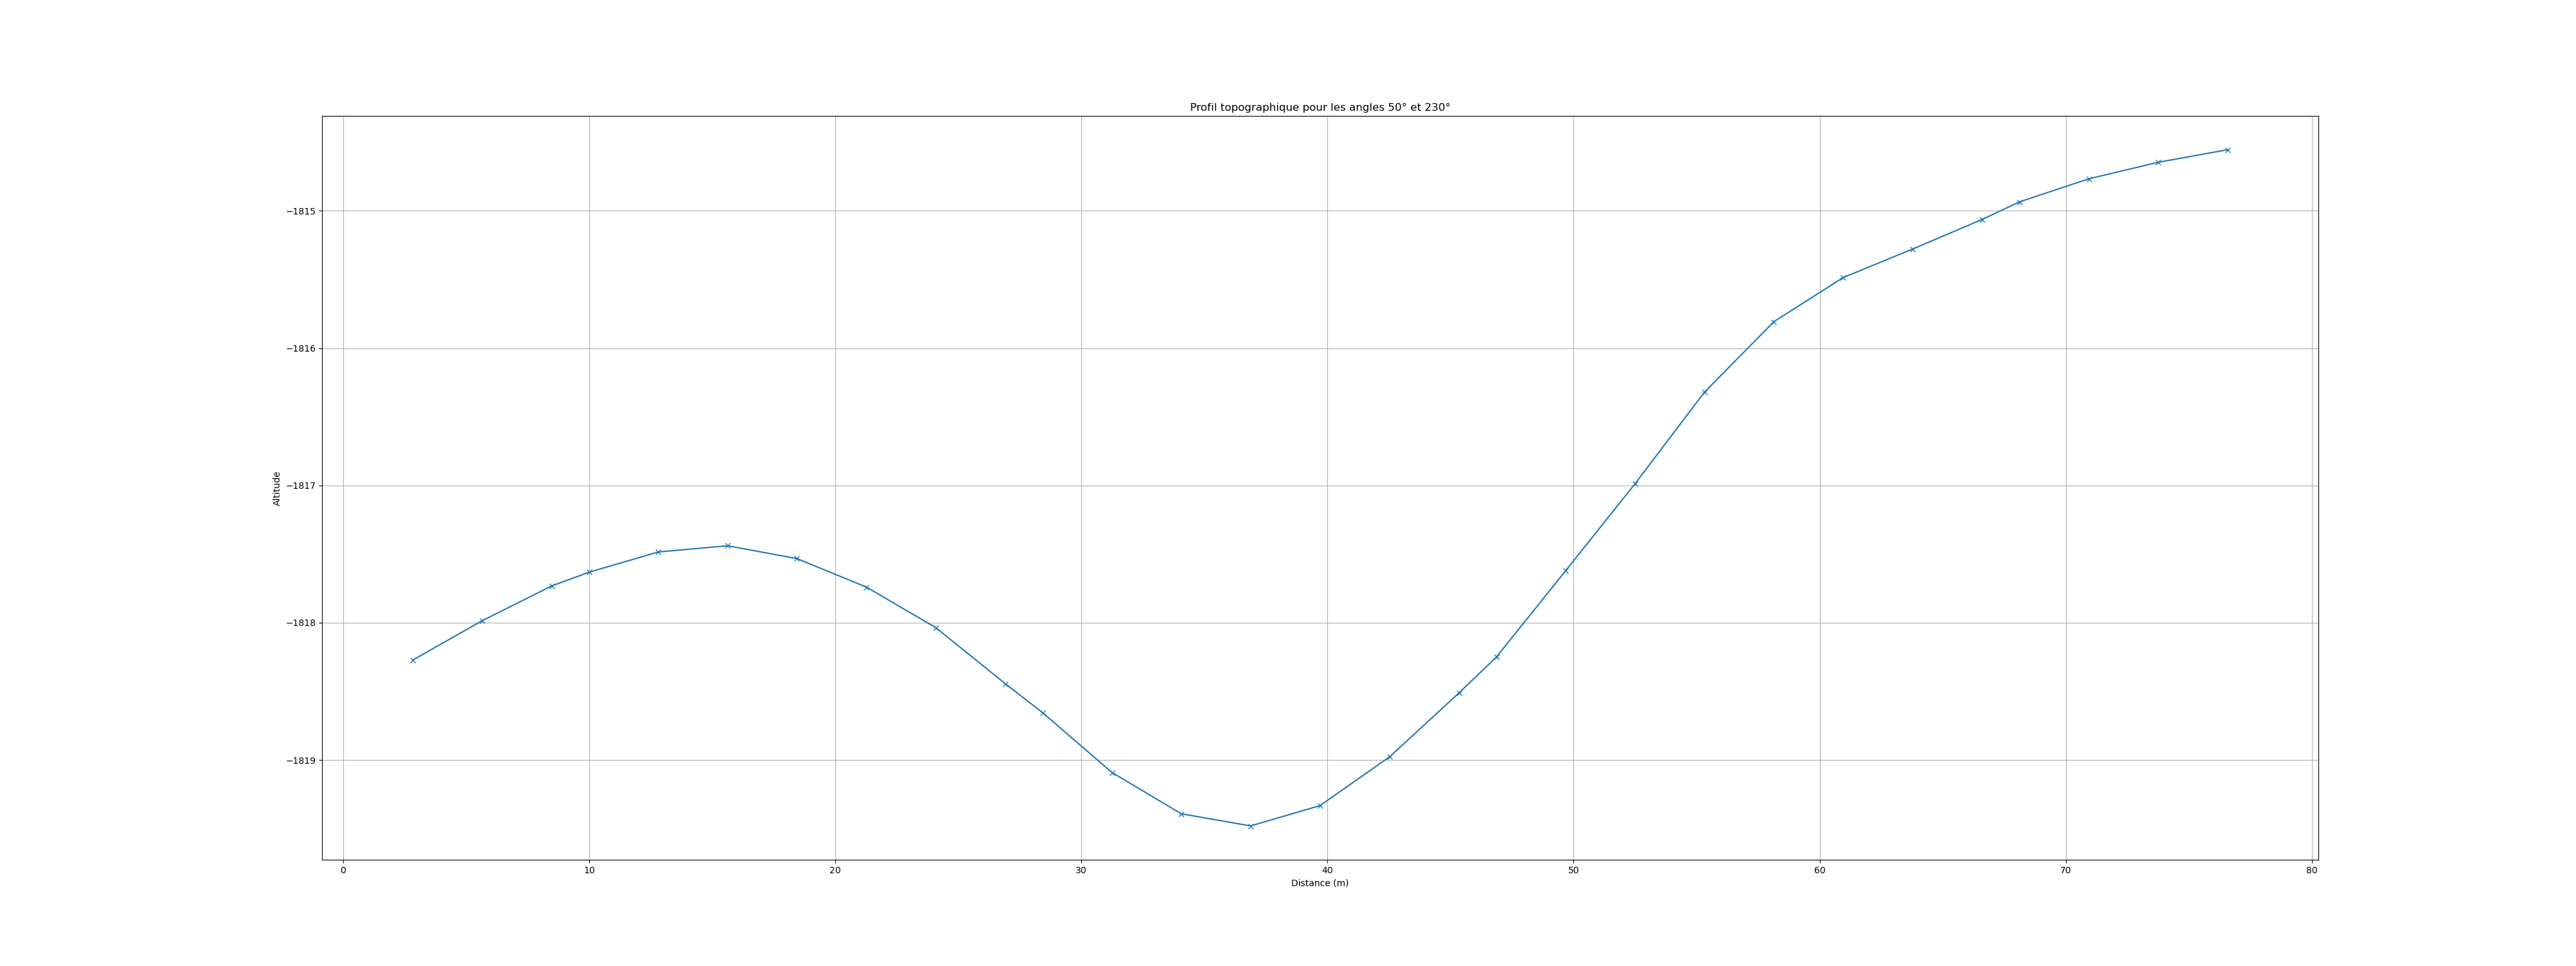 Profil topographique pour les angles 50° et 230°
Altitude
−1815
−1816
−1817
−1818
−1819
0 10 20 30 40 50 60 70 80
Distance (m)